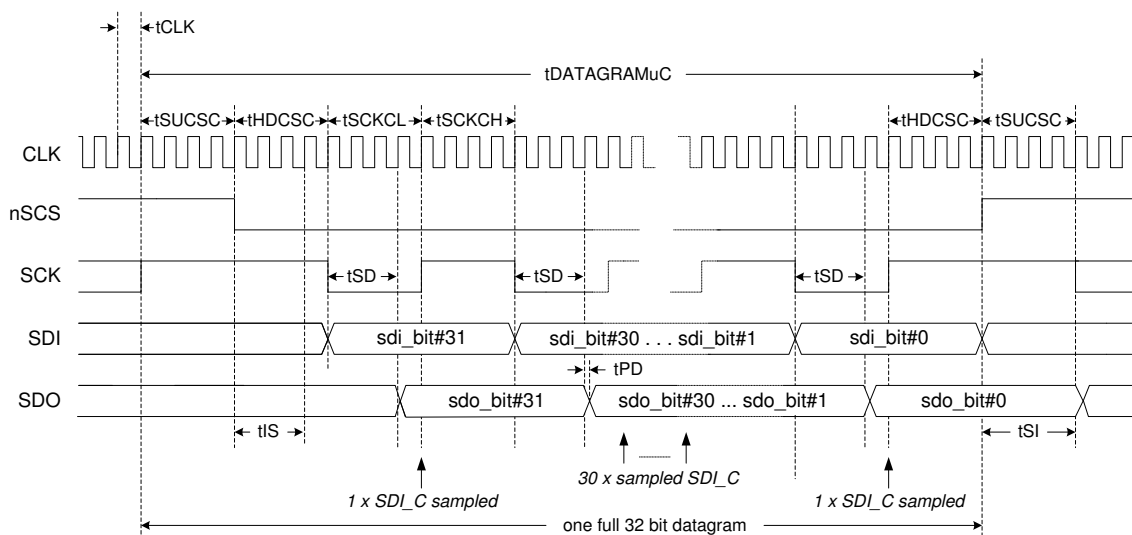 tCLK
tDATAGRAMuC
tSUCSC tHDCSC tSCKCL tSCKCH tHDCSC tSUCSC
CLK
nSCS
SCK tSD tSD tSD
SDI sdi_bit#31 sdi_bit#30 . . . sdi_bit#1 sdi_bit#0
tPD
SDO sdo_bit#31 sdo_bit#30 ... sdo_bit#1 sdo_bit#0
tIS tSI
30 x sampled SDI_C
1 x SDI_C sampled 1 x SDI_C sampled
one full 32 bit datagram